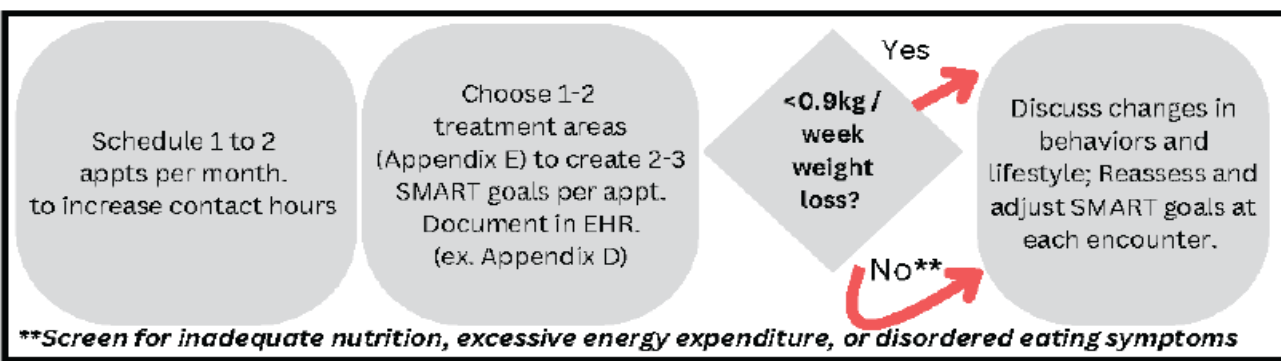 Schedule 1 to 2
appts per month.
to increase contact hours
Choose 1-2
treatment areas
(Appendix E) to create 2-3
SMART goals per appt.
Document in EHR.
(ex. Appendix D)
<0.9kg /
week
weight
loss?
Yes
No**
Discuss changes in
behaviors and
lifestyle; Reassess and
adjust SMART goals at
each encounter.
**Screen for inadequate nutrition, excessive energy expenditure, or disordered eating symptoms